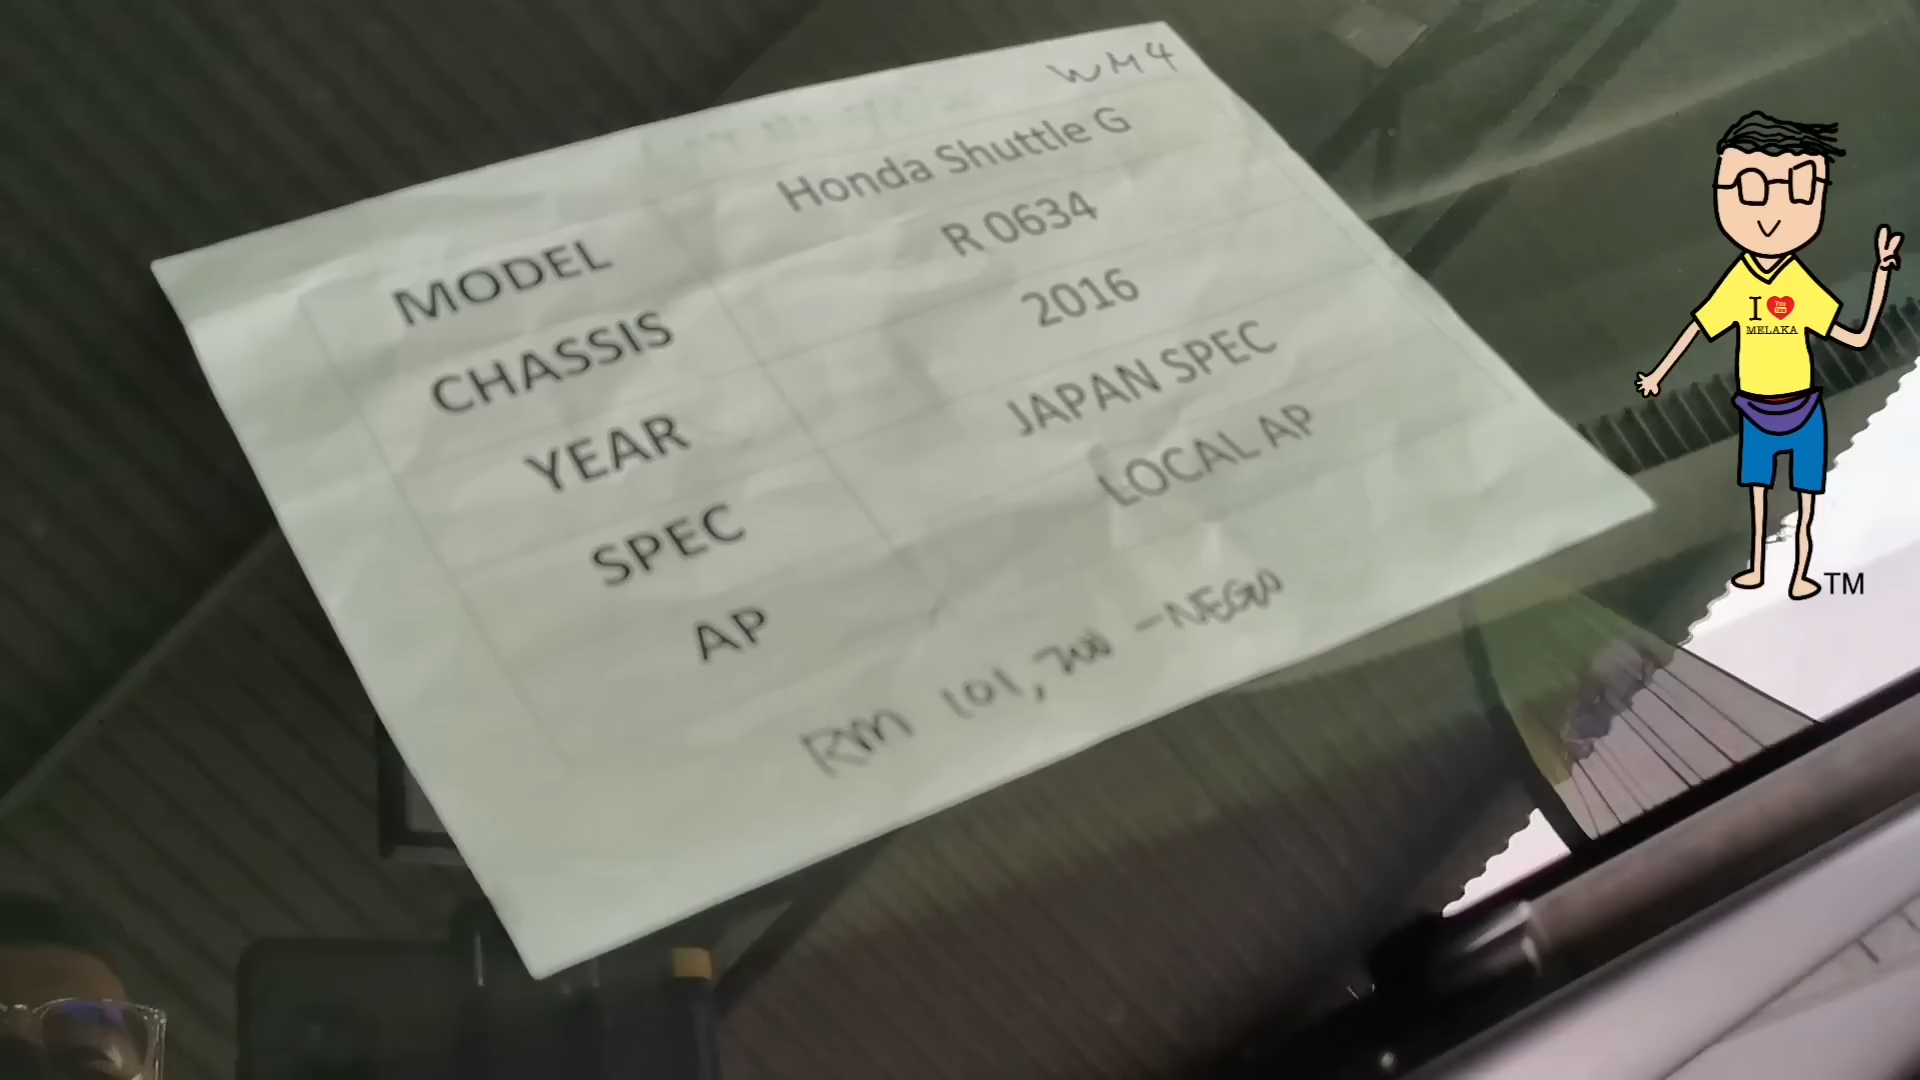 WM4
MODEL Honda Shuttle G
CHASSIS R 0634
YEAR 2016
SPEC JAPAN SPEC
AP LOCAL AP
RM 101,700 - NEGO
I
MELAKA
TM